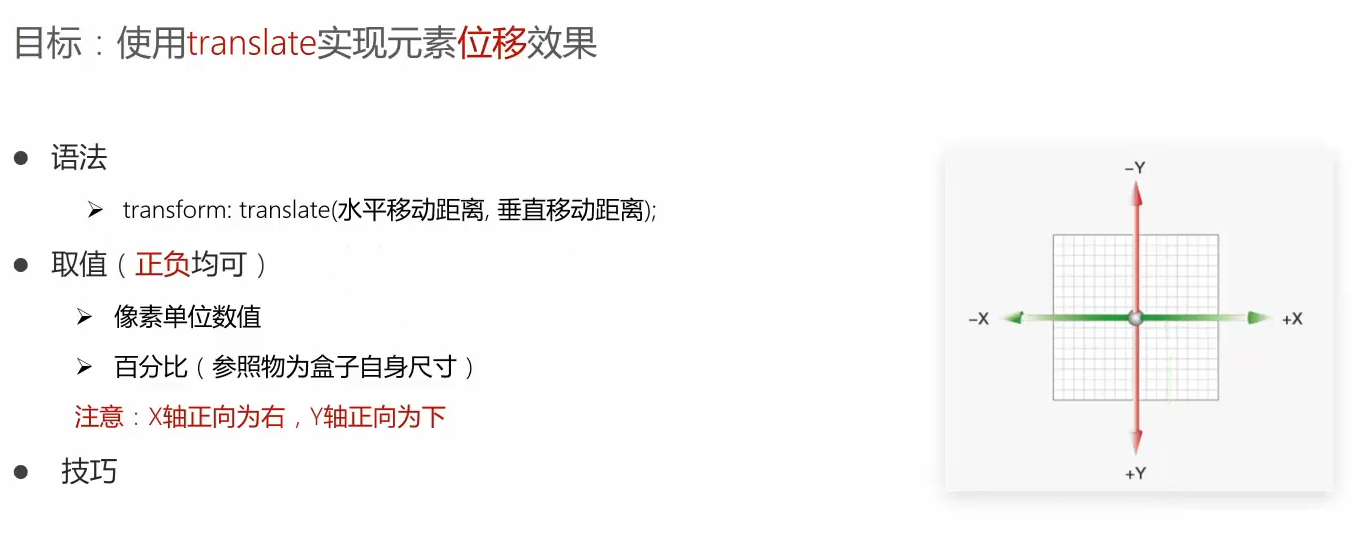 目标：使用translate实现元素位移效果
● 语法
➢ transform: translate(水平移动距离, 垂直移动距离);
● 取值（正负均可）
➢ 像素单位数值
➢ 百分比（参照物为盒子自身尺寸）
注意：X轴正向为右，Y轴正向为下
● 技巧
–Y
–X
+X
+Y